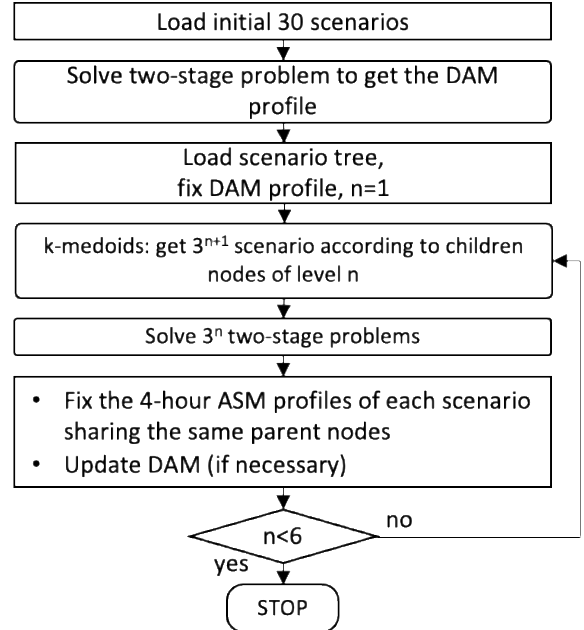 Load initial 30 scenarios
Solve two-stage problem to get the DAM
profile
Load scenario tree,
fix DAM profile, n=1
k-medoids: get 3ⁿ⁺¹ scenario according to children
nodes of level n
Solve 3ⁿ two-stage problems
• Fix the 4-hour ASM profiles of each scenario
sharing the same parent nodes
• Update DAM (if necessary)
n<6
no
yes
STOP